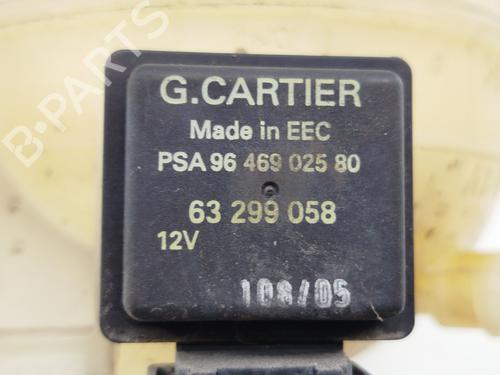 B-PARTS
G.CARTIER
Made in EEC
PSA 96 469 025 80
63 299 058
12V
108/05